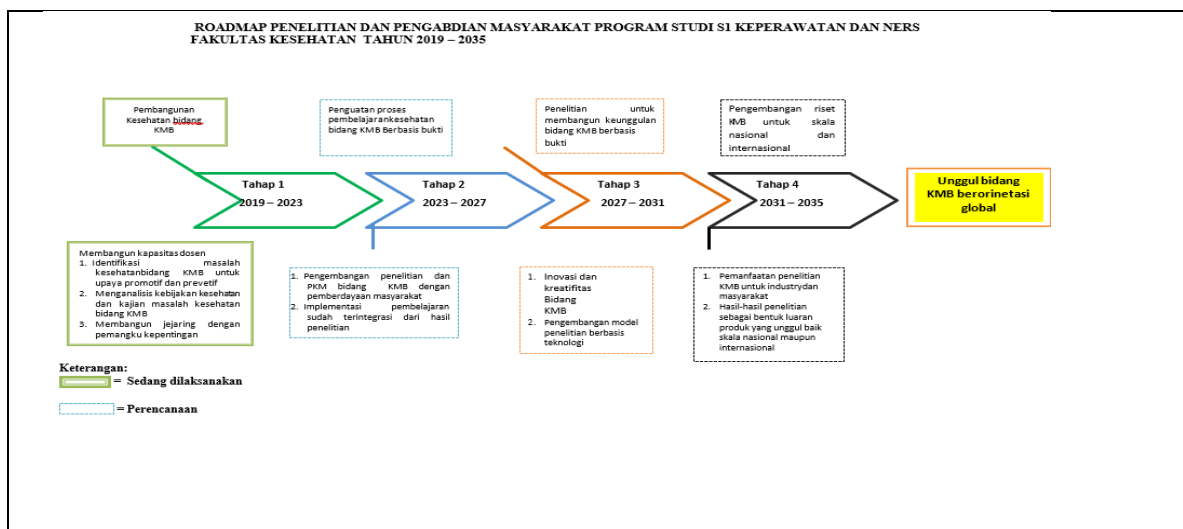 ROADMAP PENELITIAN DAN PENGABDIAN MASYARAKAT PROGRAM STUDI S1 KEPERAWATAN DAN NERS
FAKULTAS KESEHATAN TAHUN 2019 – 2035
Pembangunan
Kesehatan bidang
KMB
Penguatan proses
pembelajarankesehatan
bidang KMB Berbasis bukti
Penelitian untuk
membangun keunggulan
bidang KMB berbasis
bukti
Pengembangan riset
KMB untuk skala
nasional dan
internasional
Tahap 1
2019 – 2023
Tahap 2
2023 – 2027
Tahap 3
2027 – 2031
Tahap 4
2031 – 2035
Unggul bidang
KMB berorinetasi
global
Membangun kapasitas dosen
1. Identifikasi masalah
kesehatanbidang KMB untuk
upaya promotif dan prevetif
2. Menganalisis kebijakan kesehatan
dan kajian masalah kesehatan
bidang KMB
3. Membangun jejaring dengan
pemangku kepentingan
1. Pengembangan penelitian dan
PKM bidang KMB dengan
pemberdayaan masyarakat
2. Implementasi pembelajaran
sudah terintegrasi dari hasil
penelitian
1. Inovasi dan
kreatifitas
Bidang
KMB
2. Pengembangan model
penelitian berbasis
teknologi
1. Pemanfaatan penelitian
KMB untuk industrydan
masyarakat
2. Hasil-hasil penelitian
sebagai bentuk luaran
produk yang unggul baik
skala nasional maupun
internasional
Keterangan:
= Sedang dilaksanakan
= Perencanaan